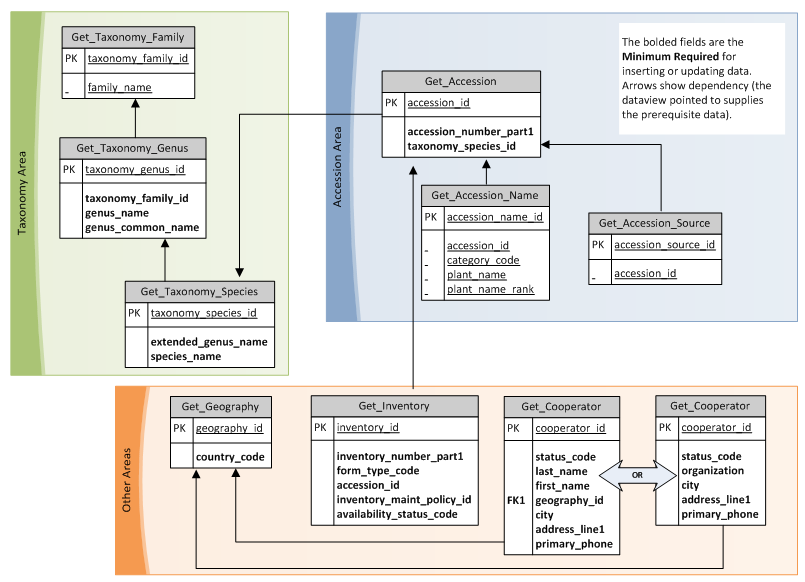 Taxonomy Area
Get_Taxonomy_Family
PK taxonomy_family_id
- family_name
Get_Taxonomy_Genus
PK taxonomy_genus_id
taxonomy_family_id
genus_name
genus_common_name
Get_Taxonomy_Species
PK taxonomy_species_id
extended_genus_name
species_name
Accession Area
Get_Accession
PK accession_id
accession_number_part1
taxonomy_species_id
The bolded fields are the
Minimum Required for
inserting or updating data.
Arrows show dependency (the
dataview pointed to supplies
the prerequisite data).
Get_Accession_Name
PK accession_name_id
- accession_id
- category_code
- plant_name
- plant_name_rank
Get_Accession_Source
PK accession_source_id
- accession_id
Other Areas
Get_Geography
PK geography_id
country_code
Get_Inventory
PK inventory_id
inventory_number_part1
form_type_code
accession_id
inventory_maint_policy_id
availability_status_code
Get_Cooperator
PK cooperator_id
status_code
last_name
first_name
FK1 geography_id
city
address_line1
primary_phone
OR
Get_Cooperator
PK cooperator_id
status_code
organization
city
address_line1
primary_phone